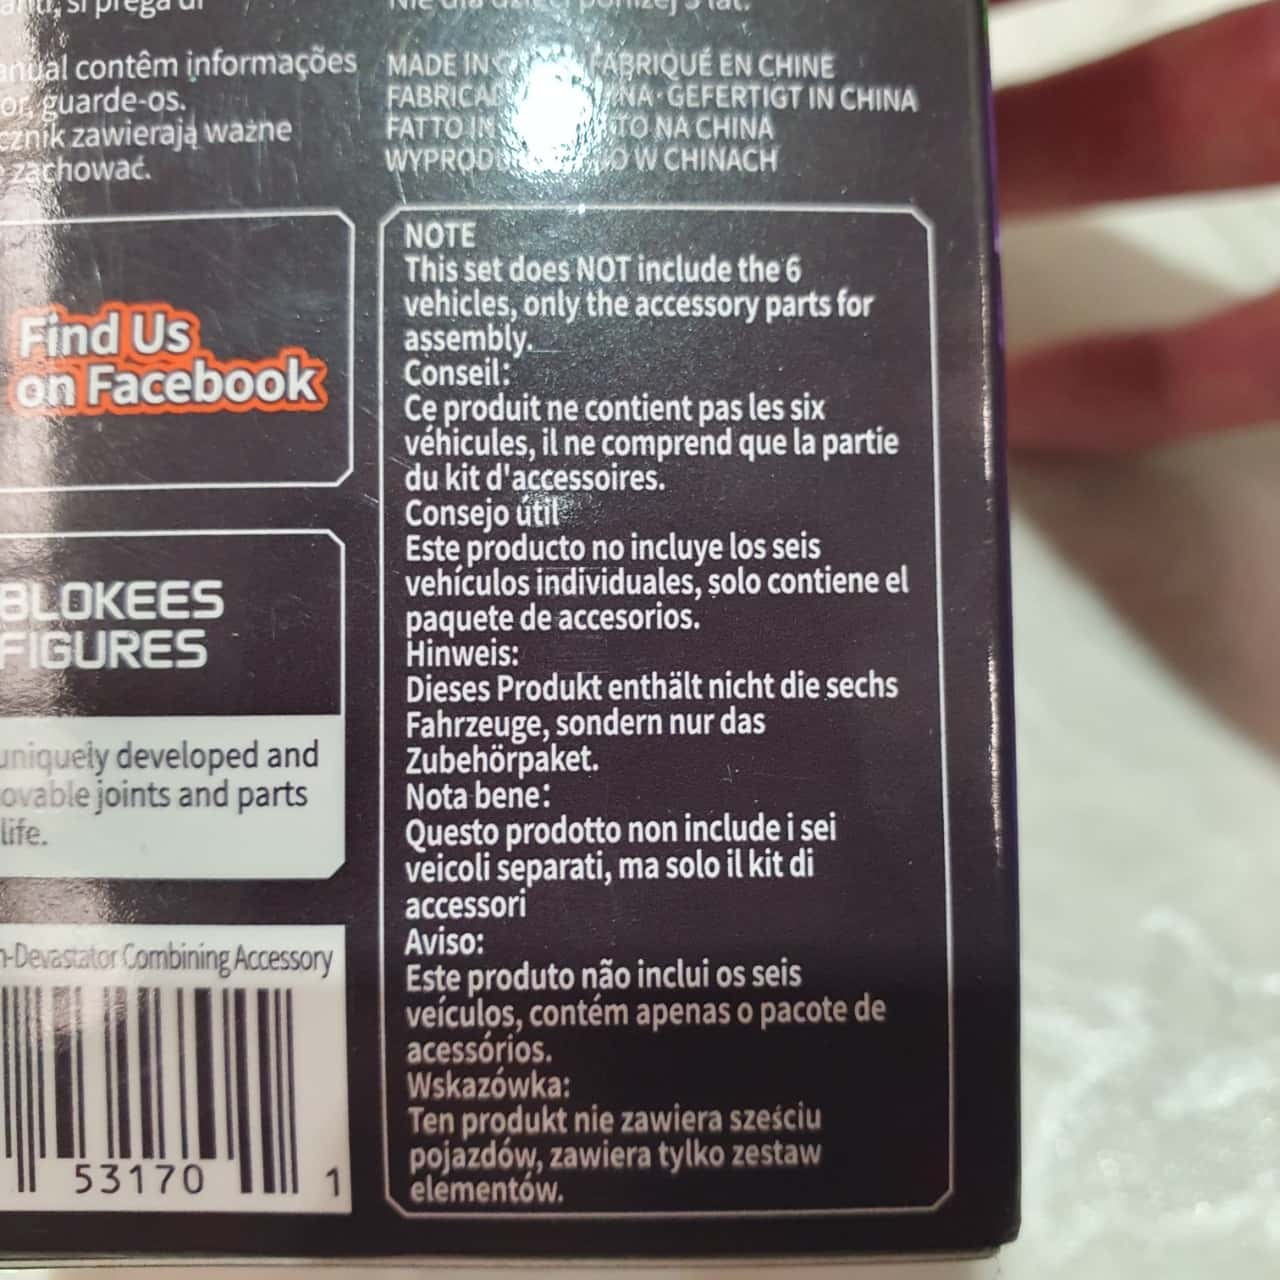 si prega di
contêm informações
guarde-os.
zawierają ważne
zachować.
MADE IN FABRIQUÉ EN CHINE
GEFERTIGT IN CHINA
FATTO IN NA CHINA
W CHINACH
Find Us
on Facebook
BLOKEES
FIGURES
uniquely developed and
joints and parts
life.
-Devastator Combining Accessory
53170 1
NOTE
This set does NOT include the 6
vehicles, only the accessory parts for
assembly.
Conseil:
Ce produit ne contient pas les six
véhicules, il ne comprend que la partie
du kit d'accessoires.
Consejo útil
Este producto no incluye los seis
vehículos individuales, solo contiene el
paquete de accesorios.
Hinweis:
Dieses Produkt enthält nicht die sechs
Fahrzeuge, sondern nur das
Zubehörpaket.
Nota bene:
Questo prodotto non include i sei
veicoli separati, ma solo il kit di
accessori
Aviso:
Este produto não inclui os seis
veículos, contém apenas o pacote de
acessórios.
Wskazówka:
Ten produkt nie zawiera sześciu
pojazdów, zawiera tylko zestaw
elementów.